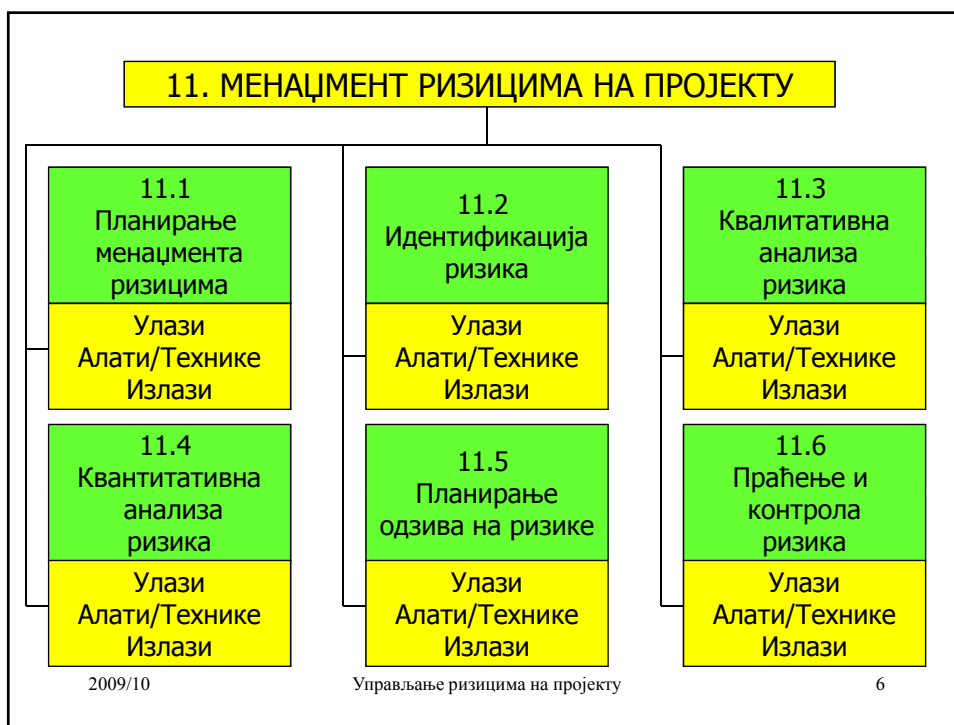 11. МЕНАЏМЕНТ РИЗИЦИМА НА ПРОЈЕКТУ
11.1
Планирање
менаџмента
ризицима
Улази
Алати/Технике
Излази
11.2
Идентификација
ризика
Улази
Алати/Технике
Излази
11.3
Квалитативна
анализа
ризика
Улази
Алати/Технике
Излази
11.4
Квантитативна
анализа
ризика
Улази
Алати/Технике
Излази
11.5
Планирање
одзива на ризике
Улази
Алати/Технике
Излази
11.6
Праћење и
контрола
ризика
Улази
Алати/Технике
Излази
2009/10
Управљање ризицима на пројекту
6